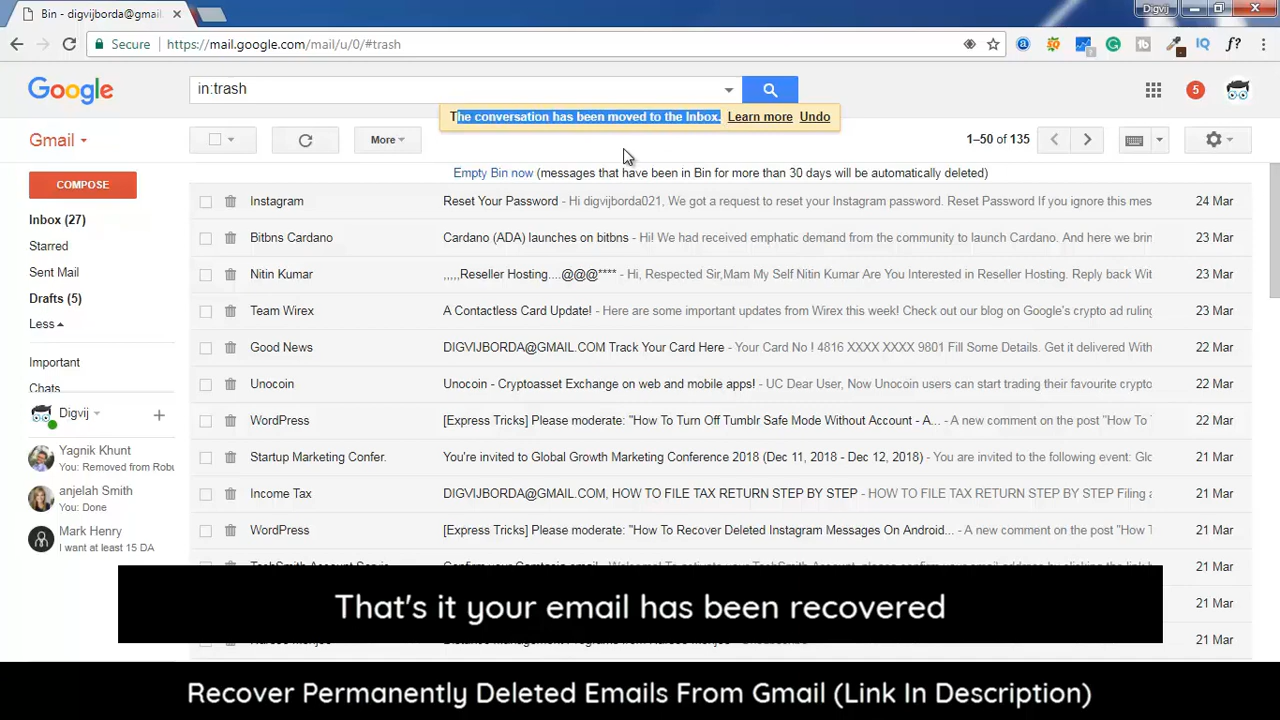 Bin - digvijborda@gmail.
Digvij
Secure
https://mail.google.com/mail/u/0/#trash
Google
in:trash
5
The conversation has been moved to the Inbox. Learn more Undo
Gmail
More
1–50 of 135
COMPOSE
Inbox (27)
Starred
Sent Mail
Drafts (5)
Less
Important
Chats
Digvij
Yagnik Khunt
You: Removed from Robu
anjelah Smith
You: Done
Mark Henry
I want at least 15 DA
Empty Bin now (messages that have been in Bin for more than 30 days will be automatically deleted)
Instagram Reset Your Password - Hi digvijborda021, We got a request to reset your Instagram password. Reset Password If you ignore this mes 24 Mar
Bitbns Cardano Cardano (ADA) launches on bitbns - Hi! We had received emphatic demand from the community to launch Cardano. And here we brin 23 Mar
Nitin Kumar ,,,,,Reseller Hosting....@@@**** - Hi, Respected Sir,Mam My Self Nitin Kumar Are You Interested in Reseller Hosting. Reply back Wit 23 Mar
Team Wirex A Contactless Card Update! - Here are some important updates from Wirex this week! Check out our blog on Google's crypto ad ruling 23 Mar
Good News DIGVIJBORDA@GMAIL.COM Track Your Card Here - Your Card No ! 4816 XXXX XXXX 9801 Fill Some Details. Get it delivered With 22 Mar
Unocoin Unocoin - Cryptoasset Exchange on web and mobile apps! - UC Dear User, Now Unocoin users can start trading their favourite crypto 22 Mar
WordPress [Express Tricks] Please moderate: "How To Turn Off Tumblr Safe Mode Without Account - A... - A new comment on the post "How To 22 Mar
Startup Marketing Confer. You're invited to Global Growth Marketing Conference 2018 (Dec 11, 2018 - Dec 12, 2018) - You are invited to the following event: Glo 21 Mar
Income Tax DIGVIJBORDA@GMAIL.COM, HOW TO FILE TAX RETURN STEP BY STEP - HOW TO FILE TAX RETURN STEP BY STEP Filing a 21 Mar
WordPress [Express Tricks] Please moderate: "How To Recover Deleted Instagram Messages On Android... - A new comment on the post "How 21 Mar
21 Mar
21 Mar
21 Mar
That's it your email has been recovered
Recover Permanently Deleted Emails From Gmail (Link In Description)